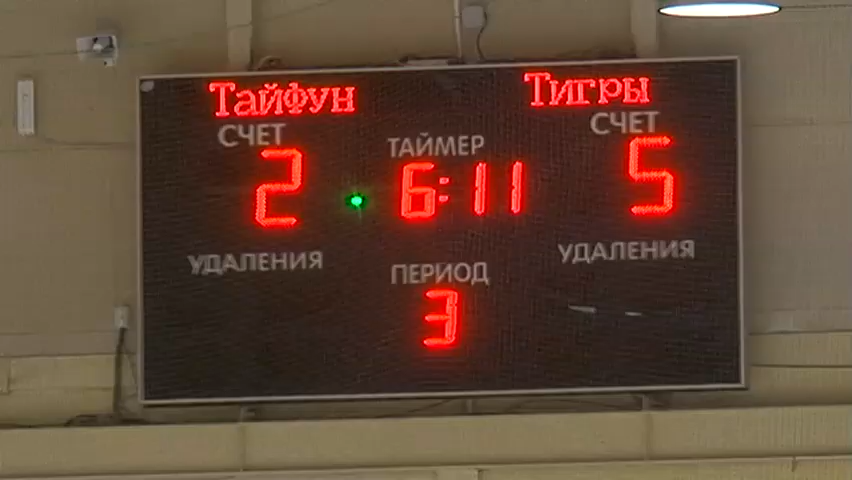 Тайфун Тигры
СЧЕТ ТАЙМЕР СЧЕТ
2 6:11 5
УДАЛЕНИЯ ПЕРИОД УДАЛЕНИЯ
3